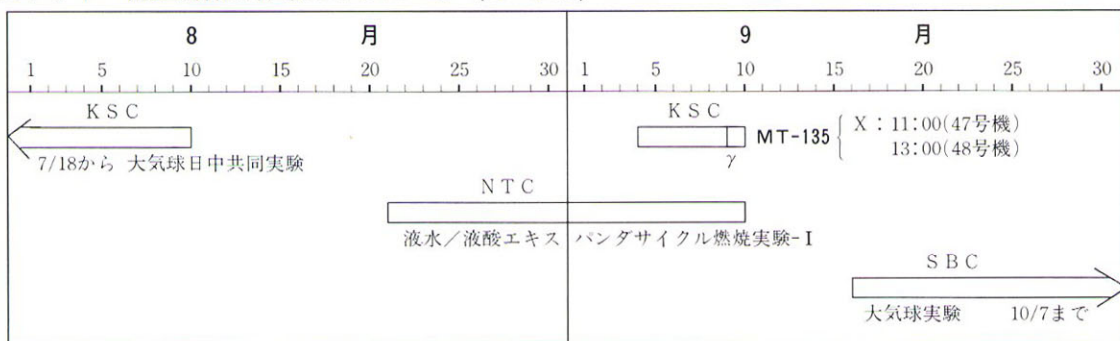 8 月 9 月
1 5 10 15 20 25 30 1 5 10 15 20 25 30
KSC
7/18から 大気球日中共同実験
KSC
γ
MT-135
X：11:00(47号機)
13:00(48号機)
NTC
液水／液酸エキスパンダサイクル燃焼実験-I
SBC
大気球実験 10/7まで